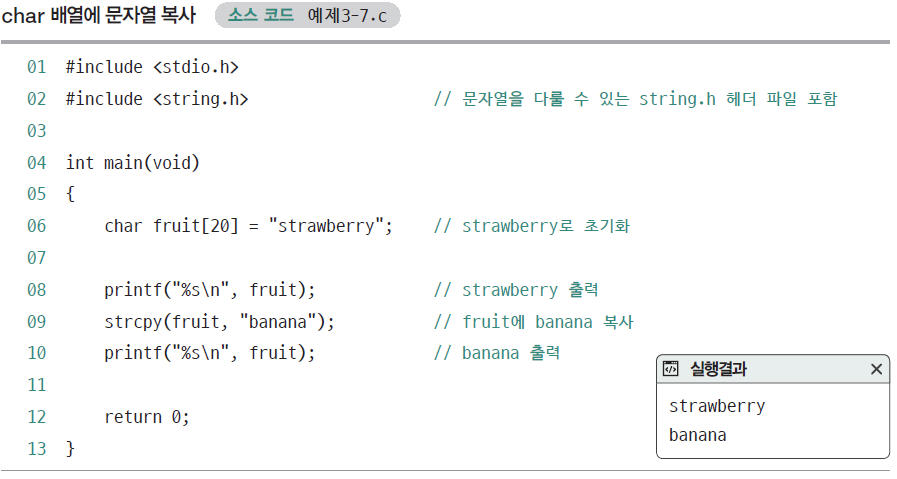 char 배열에 문자열 복사 소스 코드 예제3-7.c
01 #include <stdio.h>
02 #include <string.h> // 문자열을 다룰 수 있는 string.h 헤더 파일 포함
03
04 int main(void)
05 {
06 char fruit[20] = "strawberry"; // strawberry로 초기화
07
08 printf("%s\n", fruit); // strawberry 출력
09 strcpy(fruit, "banana"); // fruit에 banana 복사
10 printf("%s\n", fruit); // banana 출력
11
12 return 0;
13 }
실행결과
strawberry
banana